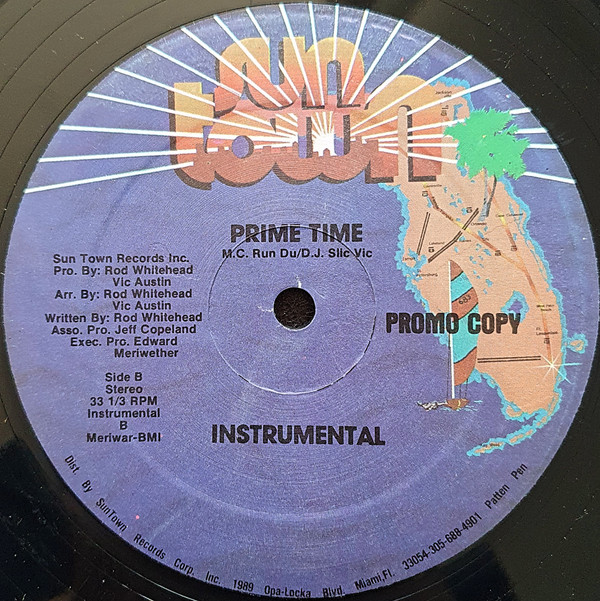 sun
town
PRIME TIME
M.C. Run Du/D.J. Slic Vic
Sun Town Records Inc.
Pro. By: Rod Whitehead
Vic Austin
Arr. By: Rod Whitehead
Vic Austin
Written By: Rod Whitehead
Asso. Pro. Jeff Copeland
Exec. Pro. Edward
Meriwether
Side B
Stereo
33 1/3 RPM
Instrumental
B
Meriwar-BMI
683
PROMO COPY
INSTRUMENTAL
Dist. By SunTown Records Corp. Inc. 1989 Opa-Locka Blvd. Miami,Fl. 33054-305-688-4901 Patten Pen